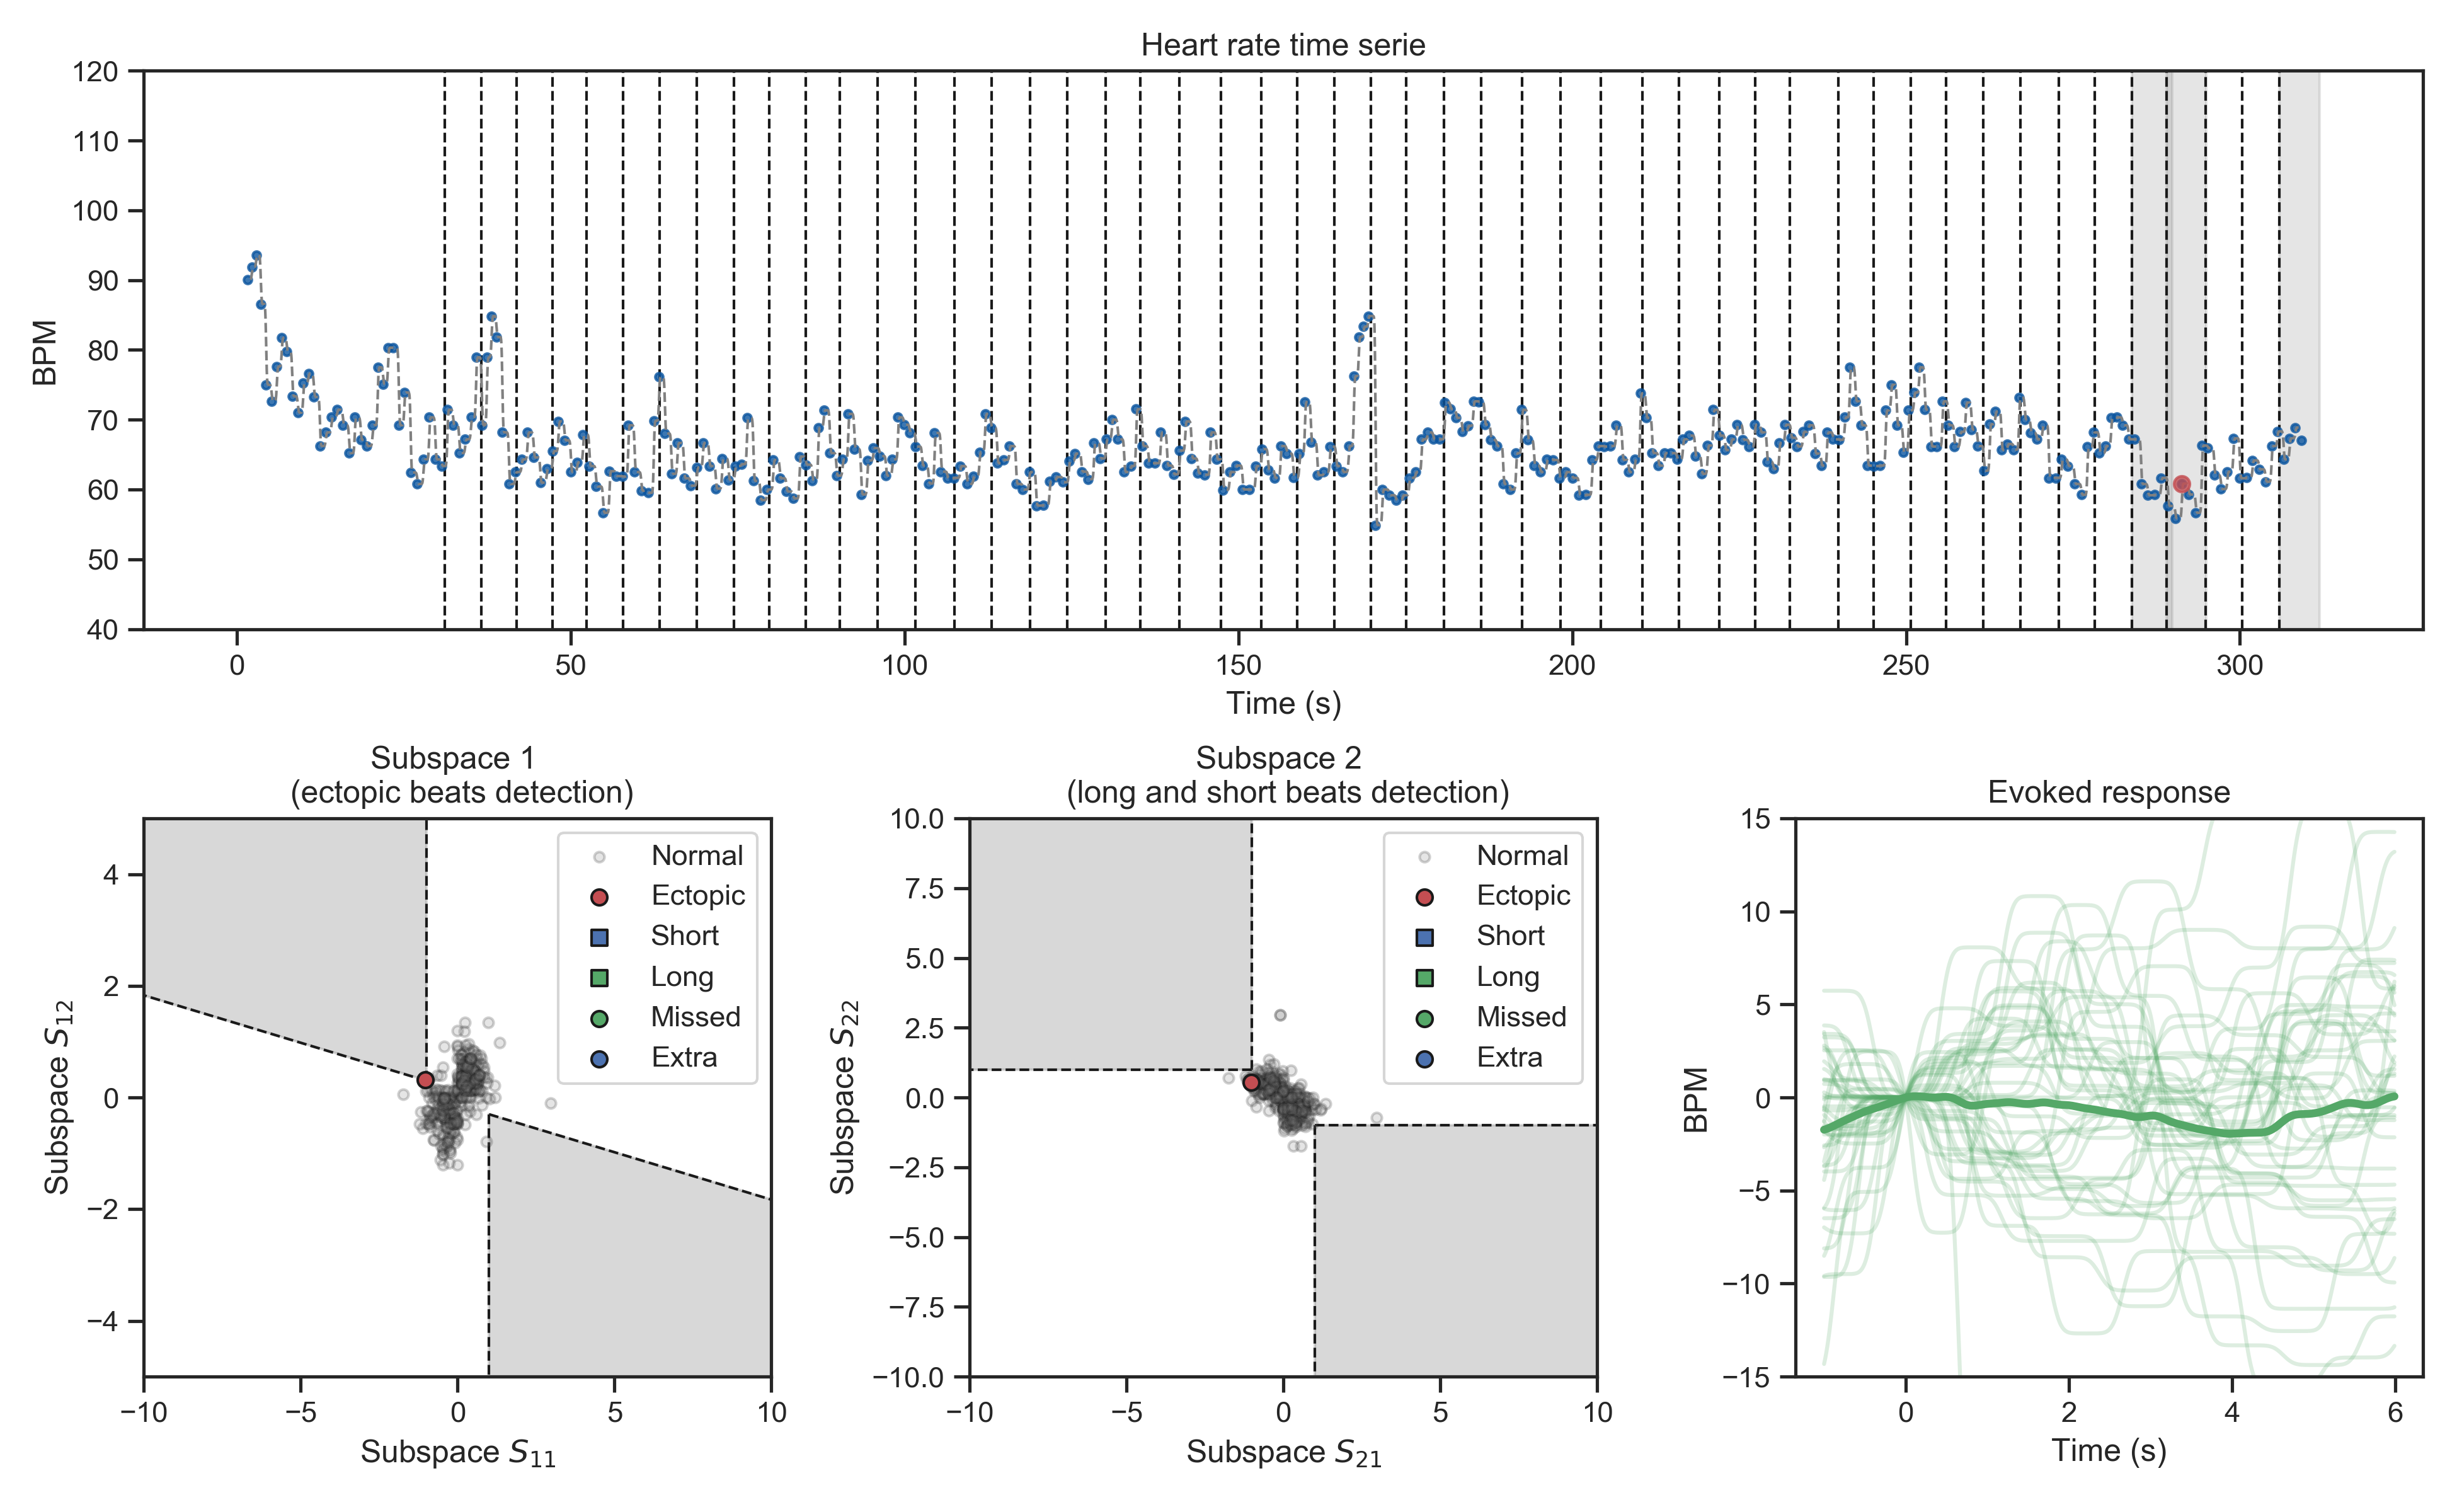 Heart rate time serie
120
110
100
90
80
70
60
50
40
BPM
0 50 100 150 200 250 300
Time (s)
Subspace 1
(ectopic beats detection)
4
2
0
−2
−4
Subspace S12
Normal
Ectopic
Short
Long
Missed
Extra
−10 −5 0 5 10
Subspace S11
Subspace 2
(long and short beats detection)
10.0
7.5
5.0
2.5
0.0
−2.5
−5.0
−7.5
−10.0
Subspace S22
Normal
Ectopic
Short
Long
Missed
Extra
−10 −5 0 5 10
Subspace S21
Evoked response
15
10
5
0
−5
−10
−15
BPM
0 2 4 6
Time (s)